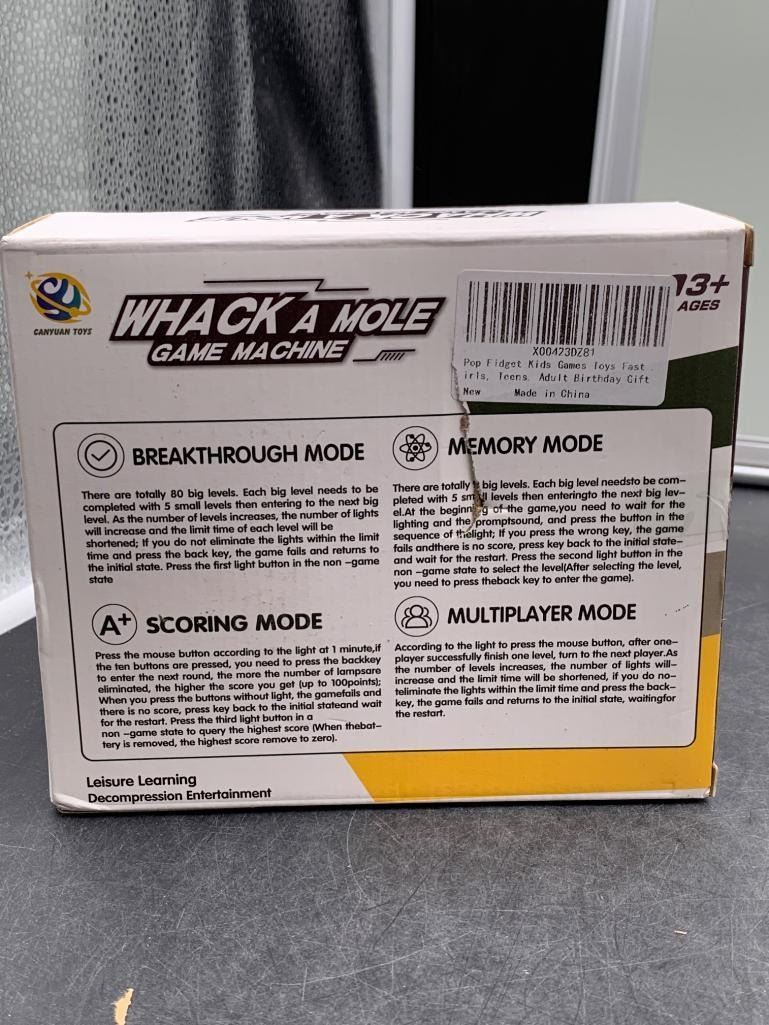 CANYUAN TOYS
WHACK A MOLE
GAME MACHINE
X00473DZ81
Pop Fidget Kids Games Toys Fast
irls, Teens, Adult Birthday Gift
New Made in China
13+
AGES
BREAKTHROUGH MODE
There are totally 80 big levels. Each big level needs to be
completed with 5 small levels then entering to the next big
level. As the number of levels increases, the number of lights
will increase and the limit time of each level will be
shortened; If you do not eliminate the lights within the limit
time and press the back key, the game fails and returns to
the initial state. Press the first light button in the non –game
state
MEMORY MODE
There are totally big levels. Each big level needsto be com–
pleted with 5 small levels then enteringto the next big lev–
el.At the beginning of the game,you need to wait for the
lighting and the promptsound, and press the button in the
sequence of thelight; If you press the wrong key, the game
fails andthere is no score, press key back to the initial state–
and wait for the restart. Press the second light button in the
non –game state to select the level(After selecting the level,
you need to press theback key to enter the game).
A+ SCORING MODE
Press the mouse button according to the light at 1 minute,if
the ten buttons are pressed, you need to press the backkey
to enter the next round, the more the number of lampsare
eliminated, the higher the score you get (up to 100points);
When you press the buttons without light, the gamefails and
there is no score, press key back to the initial stateand wait
for the restart. Press the third light button in a
non –game state to query the highest score (When thebat–
tery is removed, the highest score remove to zero).
MULTIPLAYER MODE
According to the light to press the mouse button, after one–
player successfully finish one level, turn to the next player.As
the number of levels increases, the number of lights will–
increase and the limit time will be shortened, if you do no–
teliminate the lights within the limit time and press the back–
key, the game fails and returns to the initial state, waitingfor
the restart.
Leisure Learning
Decompression Entertainment